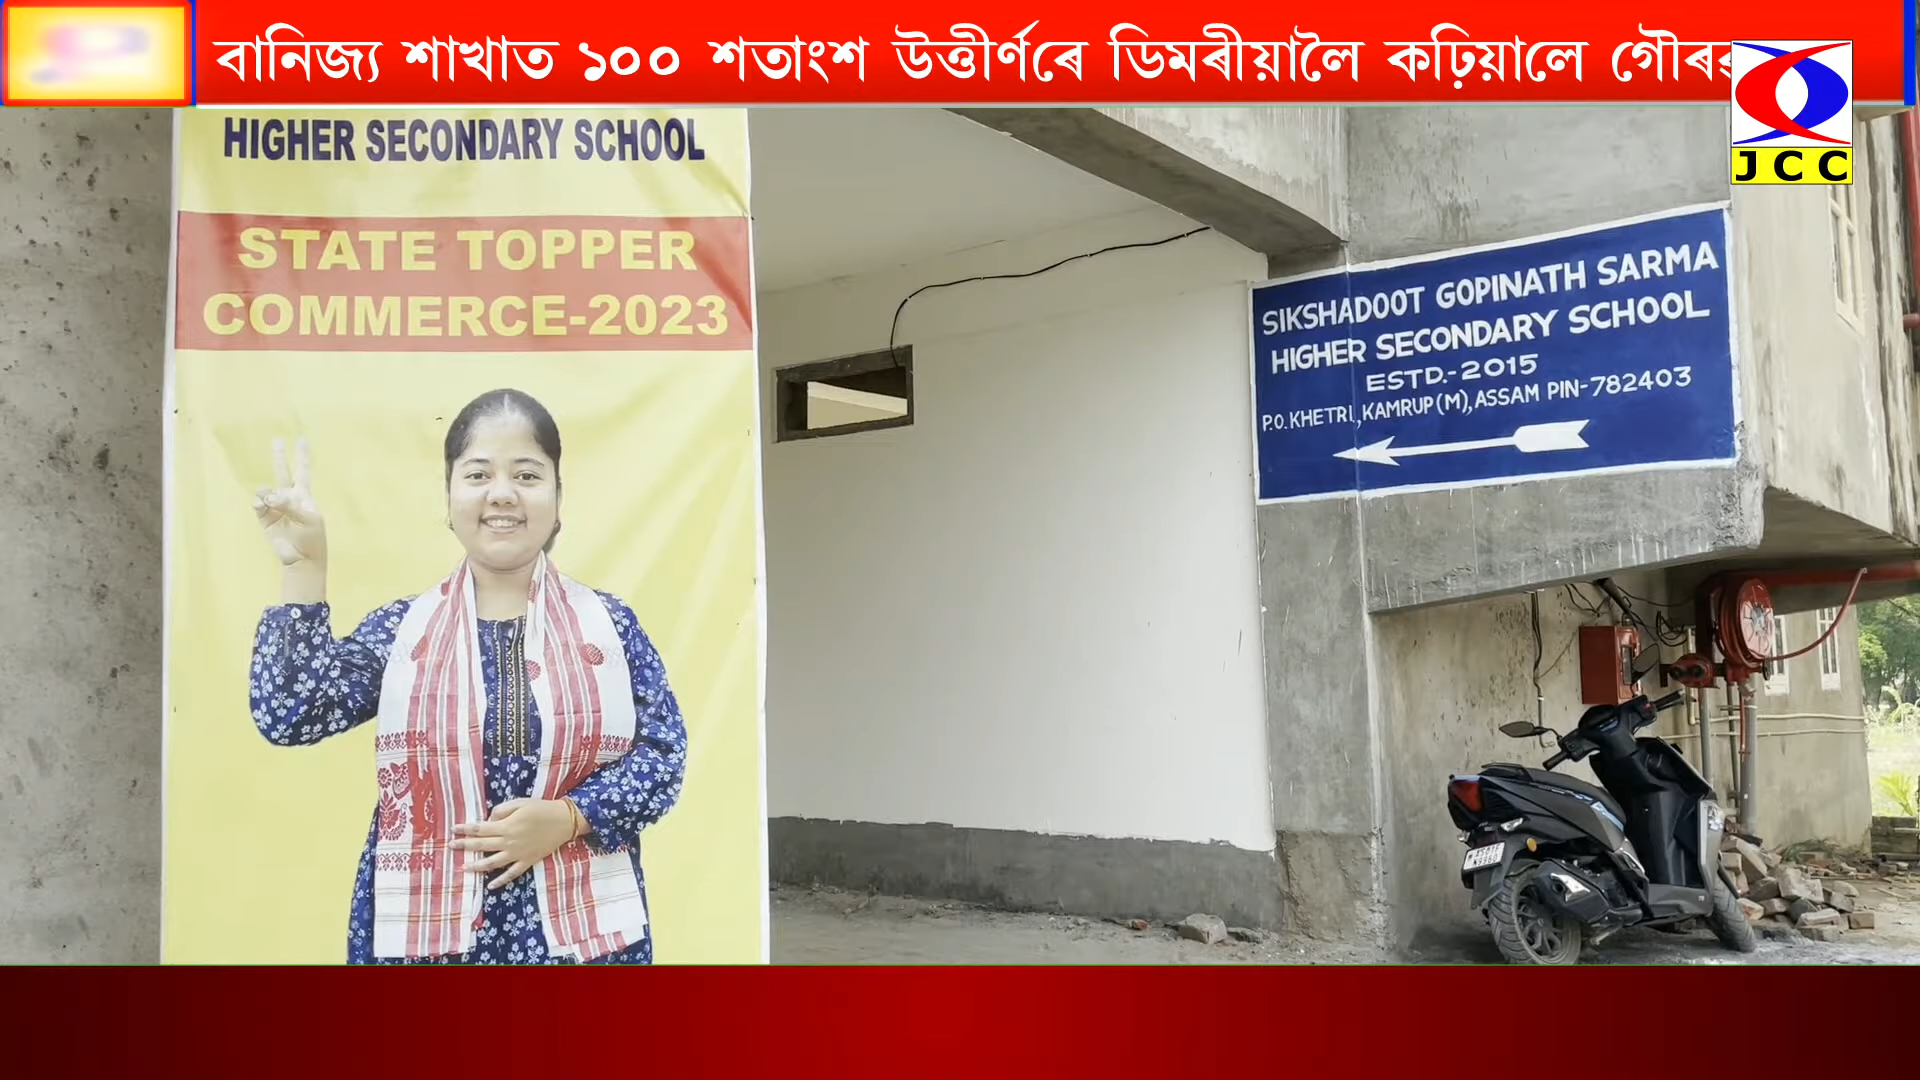 বানিজ্য শাখাত ১০০ শতাংশ উত্তীৰ্ণৰে ডিমৰীয়ালৈ কঢ়িয়ালে
JCC
HIGHER SECONDARY SCHOOL
STATE TOPPER
COMMERCE-2023
SIKSHADOOT GOPINATH SARMA
HIGHER SECONDARY SCHOOL
ESTD.-2015
P.O. KHETRI, KAMRUP(M), ASSAM PIN-782403